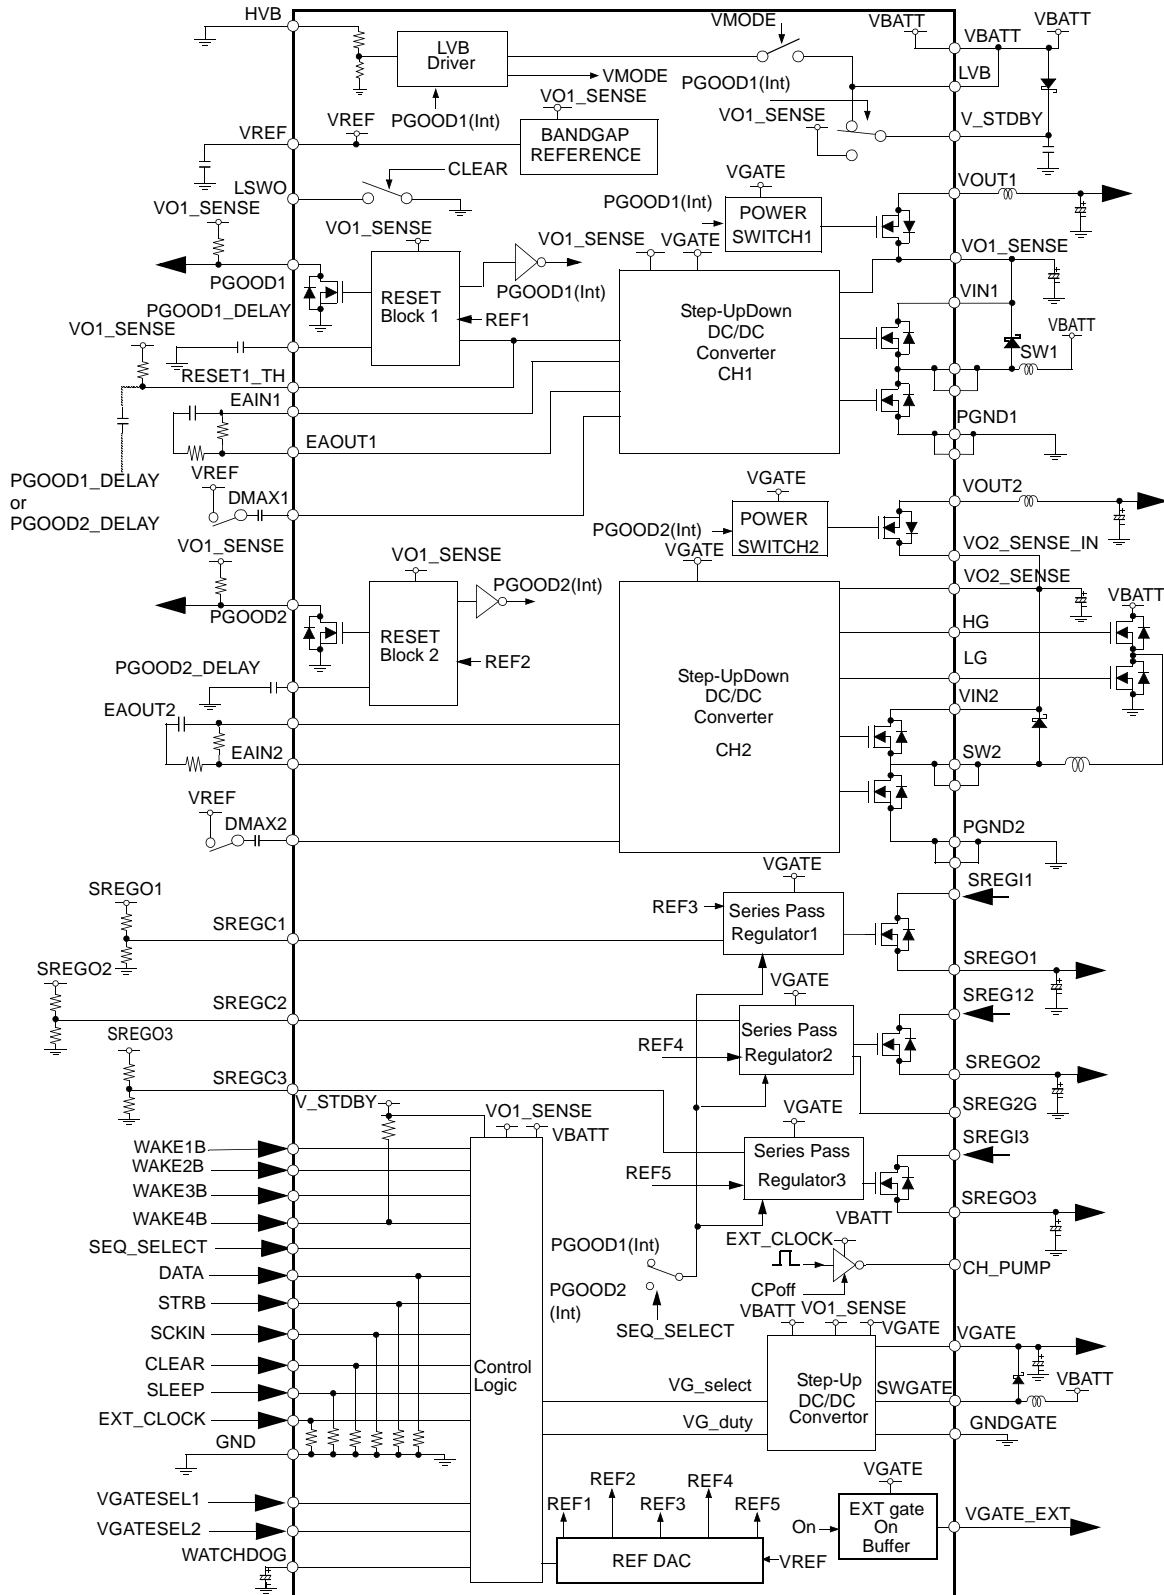 HVB
VMODE
VBATT
VBATT
VBATT
LVB
Driver
VMODE
PGOOD1(Int)
LVB
PGOOD1(Int)
VO1_SENSE
VO1_SENSE
V_STDBY
VREF
VREF
BANDGAP
REFERENCE
CLEAR
LSWO
VGATE
VOUT1
VO1_SENSE
PGOOD1(Int)
POWER
SWITCH1
VO1_SENSE
VO1_SENSE
VGATE
VO1_SENSE
PGOOD1
PGOOD1(Int)
RESET
Block 1
Step-UpDown
DC/DC
Converter
CH1
VIN1
PGOOD1_DELAY
REF1
VBATT
VO1_SENSE
SW1
RESET1_TH
EAIN1
PGND1
EAOUT1
PGOOD1_DELAY
or
PGOOD2_DELAY
VREF
DMAX1
VGATE
VOUT2
PGOOD2(Int)
POWER
SWITCH2
VO1_SENSE
VO1_SENSE
VGATE
VO2_SENSE_IN
PGOOD2(Int)
VO2_SENSE
VBATT
PGOOD2
HG
RESET
Block 2
REF2
LG
PGOOD2_DELAY
Step-UpDown
DC/DC
Converter
CH2
VIN2
EAOUT2
EAIN2
SW2
VREF
DMAX2
PGND2
VGATE
SREGO1
SREGI1
REF3
Series Pass
Regulator1
SREGC1
SREGO1
SREGO2
VGATE
SREG12
SREGC2
Series Pass
Regulator2
SREGO3
REF4
SREGO2
SREGC3
V_STDBY
VO1_SENSE
VBATT
VGATE
SREG2G
SREGI3
WAKE1B
Series Pass
Regulator3
WAKE2B
REF5
WAKE3B
SREGO3
WAKE4B
VBATT
SEQ_SELECT
PGOOD1(Int)
EXT_CLOCK
CH_PUMP
DATA
PGOOD2
(Int)
CPoff
STRB
VBATT
VO1_SENSE
SCKIN
SEQ_SELECT
VGATE
VGATE
CLEAR
Control
Logic
Step-Up
DC/DC
Convertor
VBATT
SLEEP
VG_select
SWGATE
EXT_CLOCK
VG_duty
GNDGATE
GND
VGATE
REF2
REF4
REF1
REF3
REF5
VGATESEL1
EXT gate
On
Buffer
VGATE_EXT
On
VGATESEL2
WATCHDOG
REF DAC
VREF